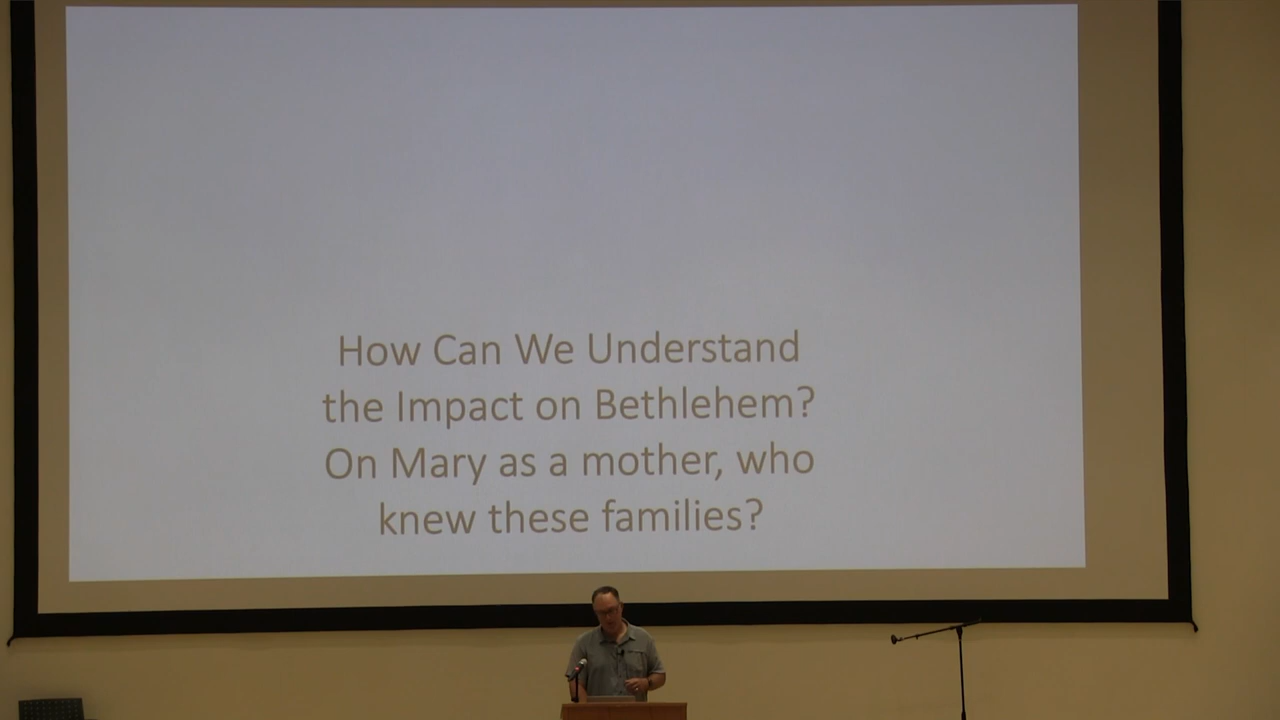 How Can We Understand
the Impact on Bethlehem?
On Mary as a mother, who
knew these families?